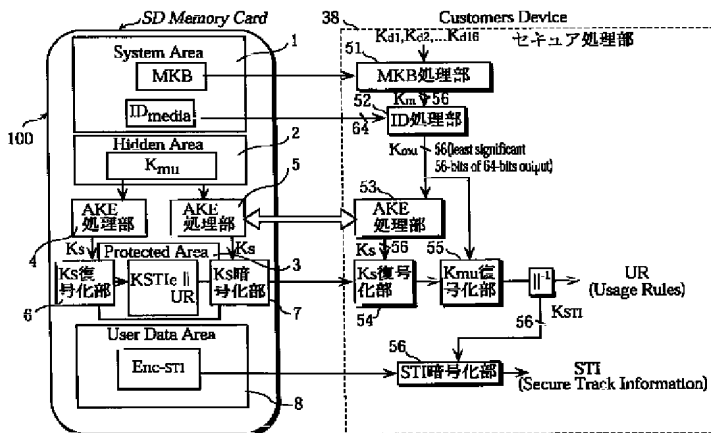 SD Memory Card
38
Customers Device
100
System Area
1
MKB
IDmedia
Hidden Area
2
Kmu
5
AKE
処理部
4
AKE
処理部
Ks
Ks
Protected Area
3
Ks復号
化部
6
KSTIe ||
UR
Ks暗号
化部
7
User Data Area
Enc-STI
8
Kd1,Kd2,...Kd16
セキュア処理部
51
MKB処理部
Km
56
52
64
ID処理部
Kmu
56(least significant
56-bits of 64-bits output)
53
AKE
処理部
Ks
56
55
Ks復号
化部
54
Kmu復
号化部
||-1
UR
(Usage Rules)
56
KSTI
56
STI暗号化部
STI
(Secure Track Information)